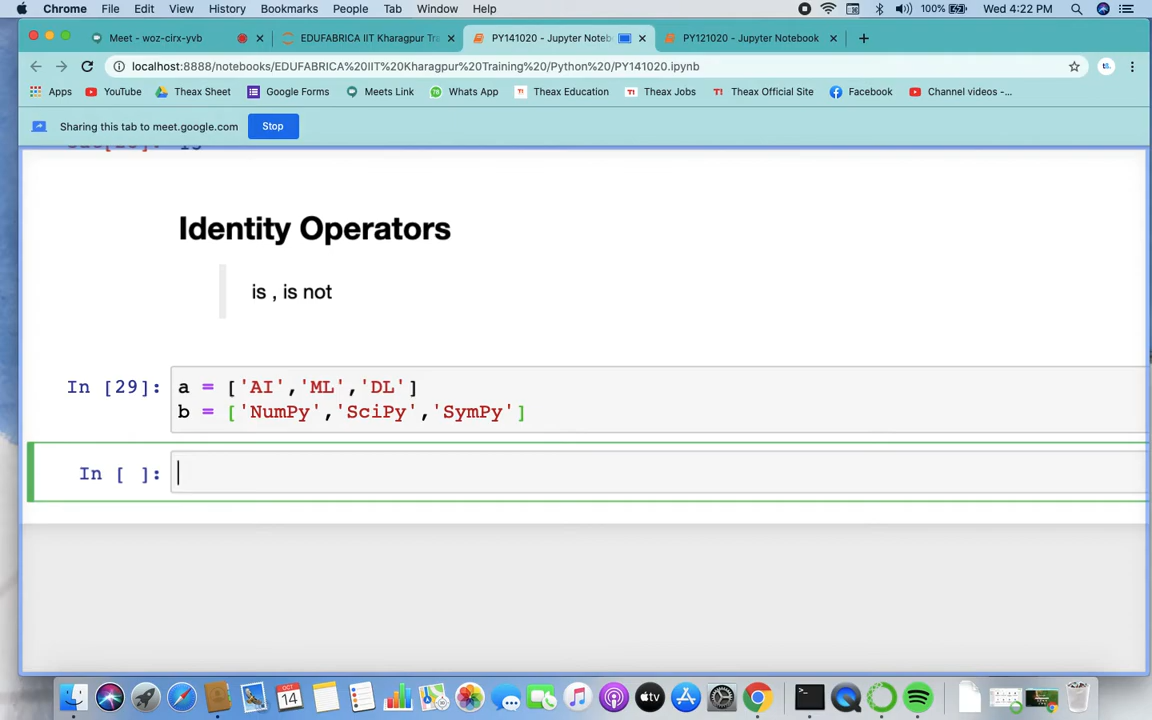 Chrome File Edit View History Bookmarks People Tab Window Help 100% Wed 4:22 PM
Meet - woz-cirx-yvb EDUFABRICA IIT Kharagpur Tra PY141020 - Jupyter Noteb PY121020 - Jupyter Notebook
localhost:8888/notebooks/EDUFABRICA%20IIT%20Kharagpur%20Training%20/Python%20/PY141020.ipynb
Apps YouTube Theax Sheet Google Forms Meets Link Whats App Theax Education Theax Jobs Theax Official Site Facebook Channel videos -...
Sharing this tab to meet.google.com Stop
Identity Operators
is , is not
In [29]: a = ['AI','ML','DL']
b = ['NumPy','SciPy','SymPy']
In [ ]:
OCT
14